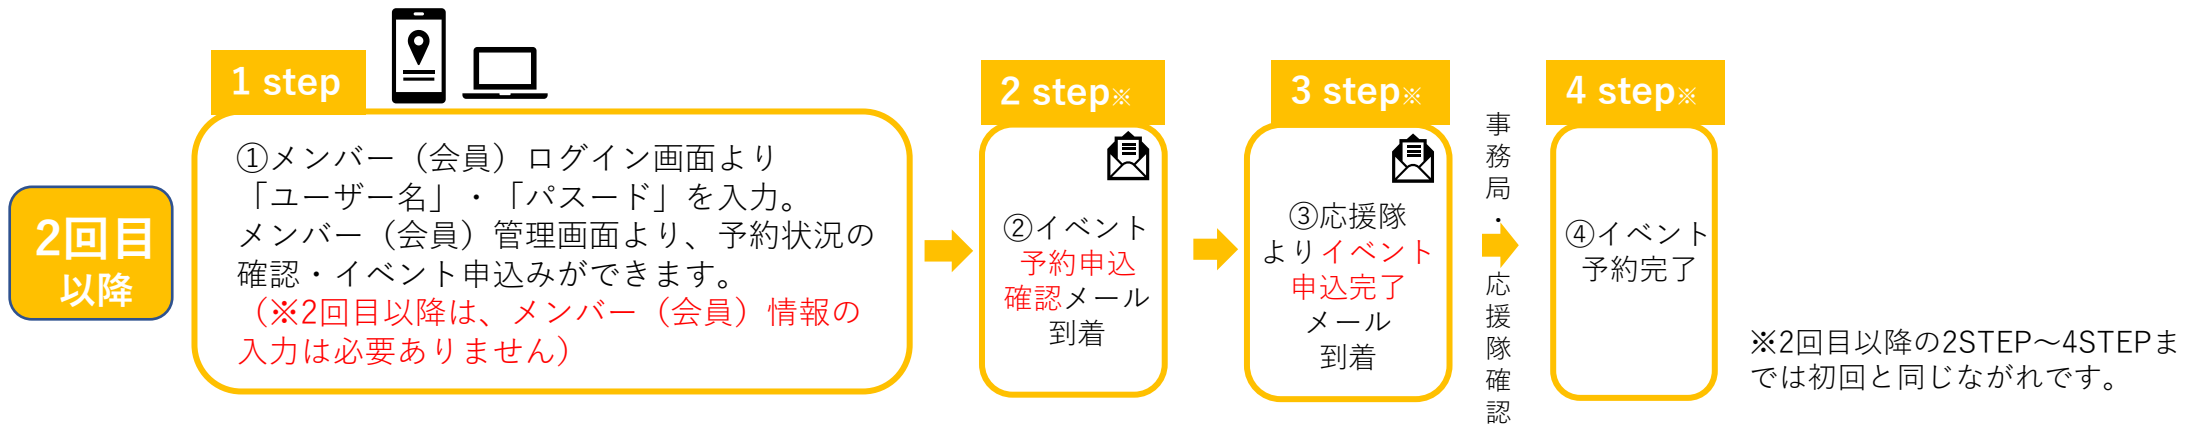 2回目
以降
1 step
①メンバー（会員）ログイン画面より
「ユーザー名」・「パスード」を入力。
メンバー（会員）管理画面より、予約状況の
確認・イベント申込みができます。
（※2回目以降は、メンバー（会員）情報の
入力は必要ありません）
2 step※
②イベント
予約申込
確認メール
到着
3 step※
③応援隊
よりイベント
申込完了
メール
到着
事務局・応援隊確認
4 step※
④イベント
予約完了
※2回目以降の2STEP～4STEPま
では初回と同じながれです。